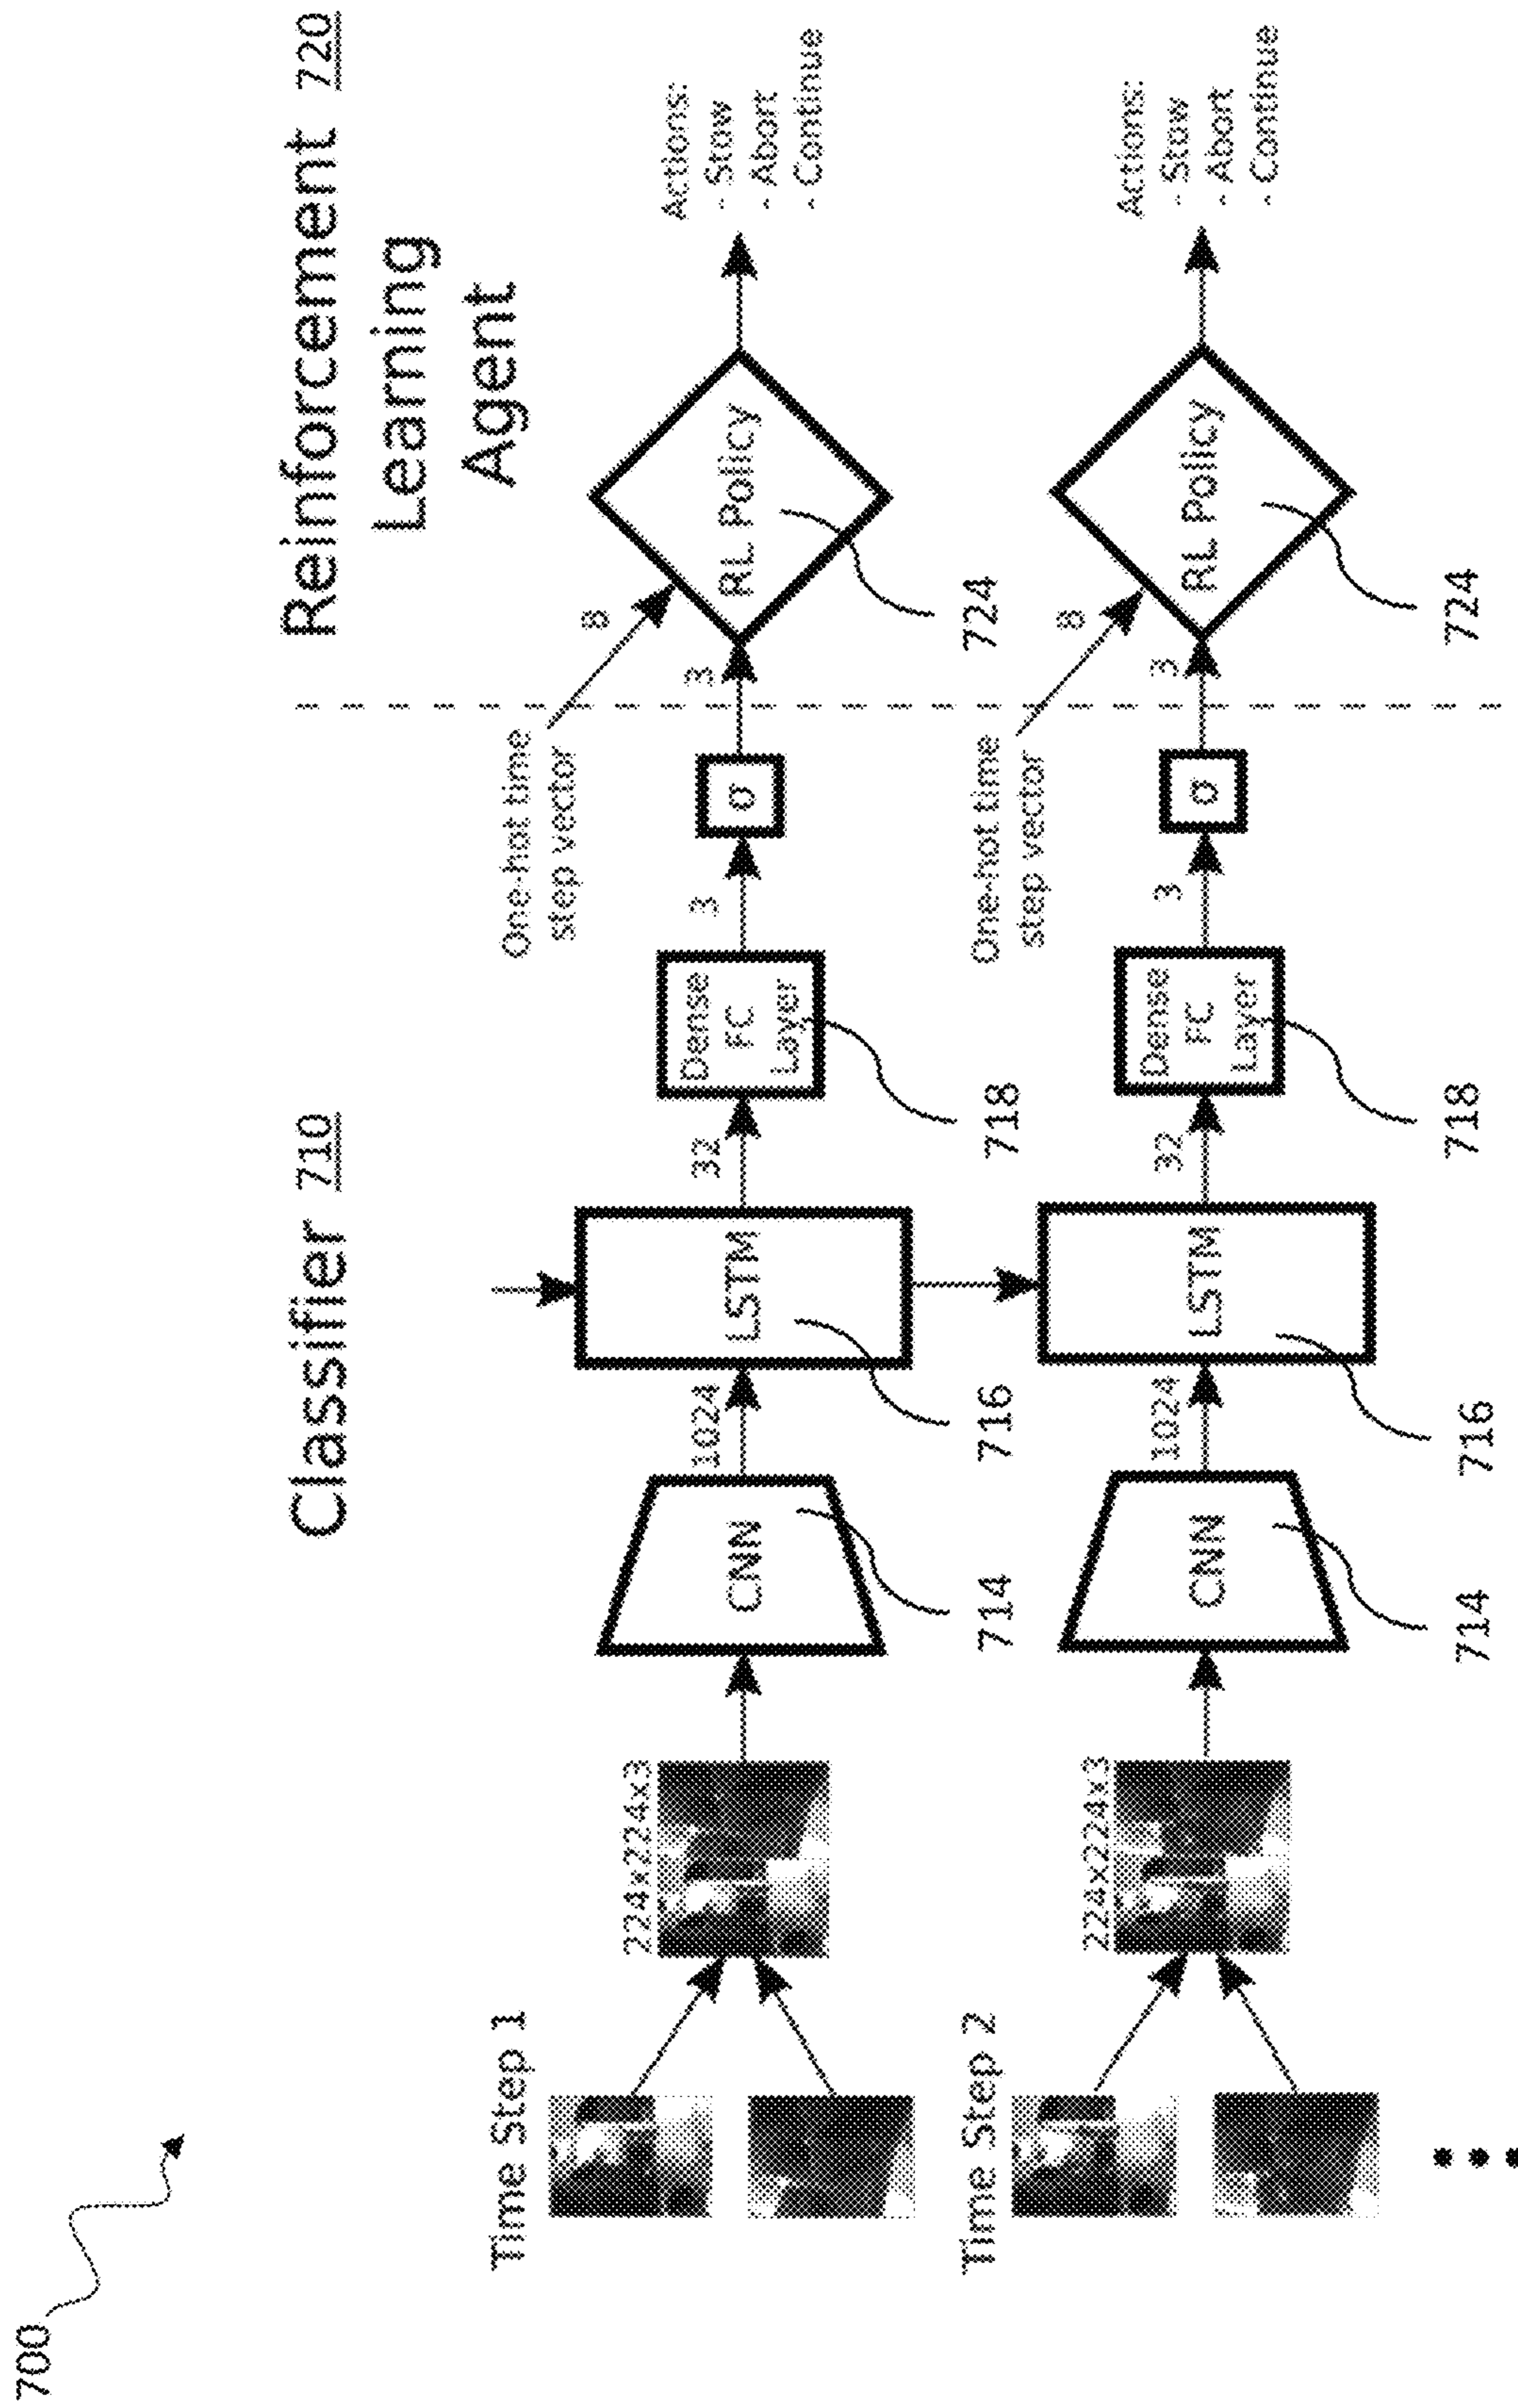 700
Classifier 710
Reinforcement 720
Learning
Agent
Time Step 1
224x224x3
CNN
714
1024
LSTM
716
32
Dense
FC
Layer
718
3
σ
One-hot time
step vector
3
8
RL Policy
724
Actions:
- Stow
- Abort
- Continue
Time Step 2
224x224x3
CNN
714
1024
LSTM
716
32
Dense
FC
Layer
718
3
σ
One-hot time
step vector
3
8
RL Policy
724
Actions:
- Stow
- Abort
- Continue